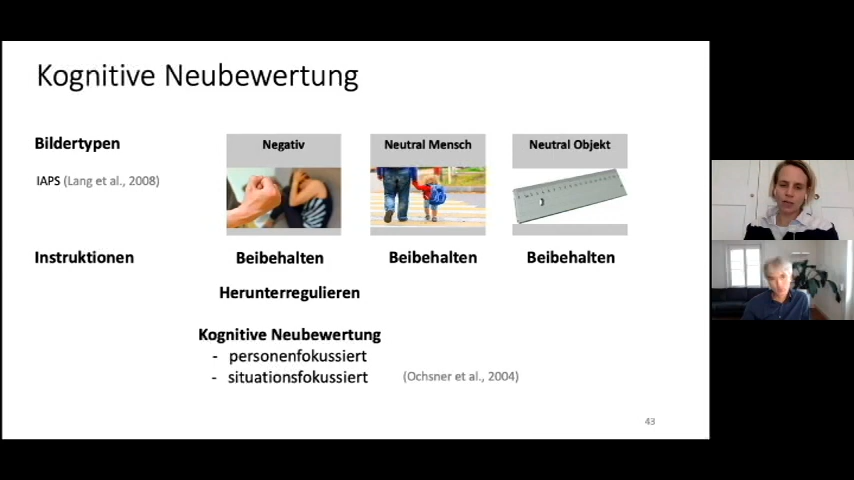 Kognitive Neubewertung
Bildertypen
Negativ
Neutral Mensch
Neutral Objekt
IAPS (Lang et al., 2008)
Instruktionen
Beibehalten
Beibehalten
Beibehalten
Herunterregulieren
Kognitive Neubewertung
- personenfokussiert
- situationsfokussiert
(Ochsner et al., 2004)
43